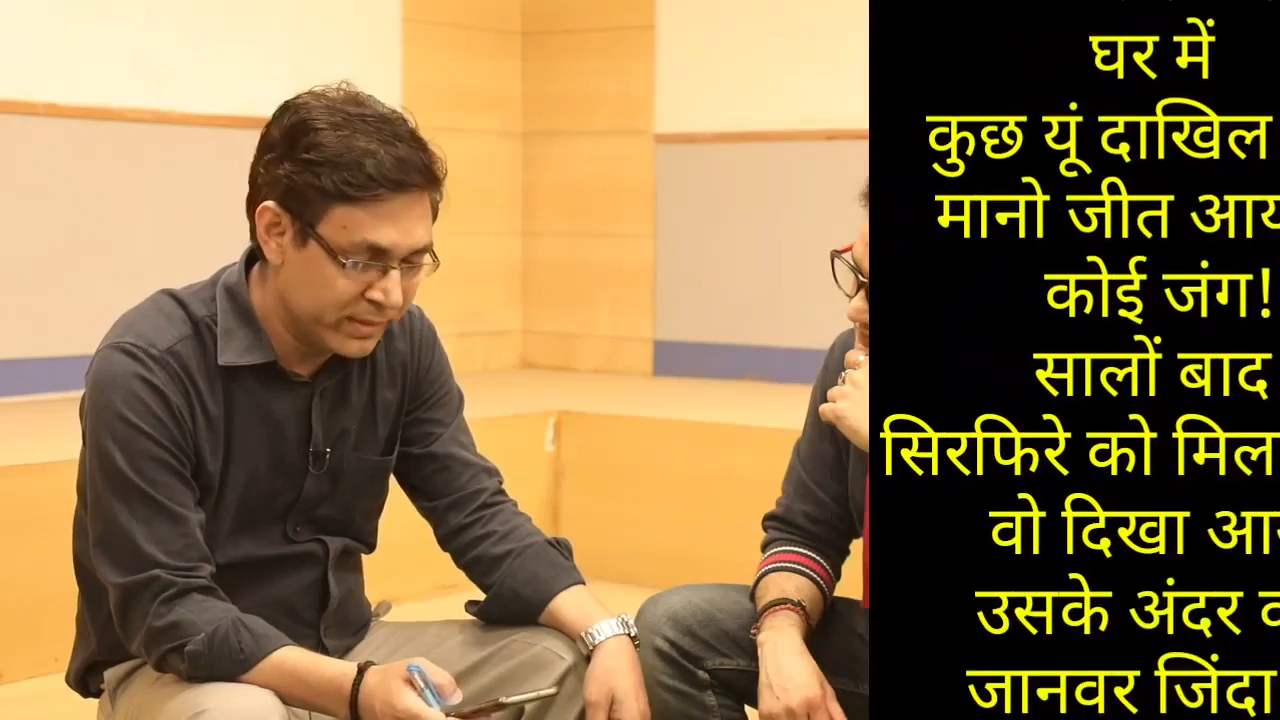 घर में
कुछ यूं दाखिल
मानो जीत
कोई जंग!
सालों बाद
सिरफिरे को मिल
वो दिखा
उसके अंदर
जानवर जिंदा